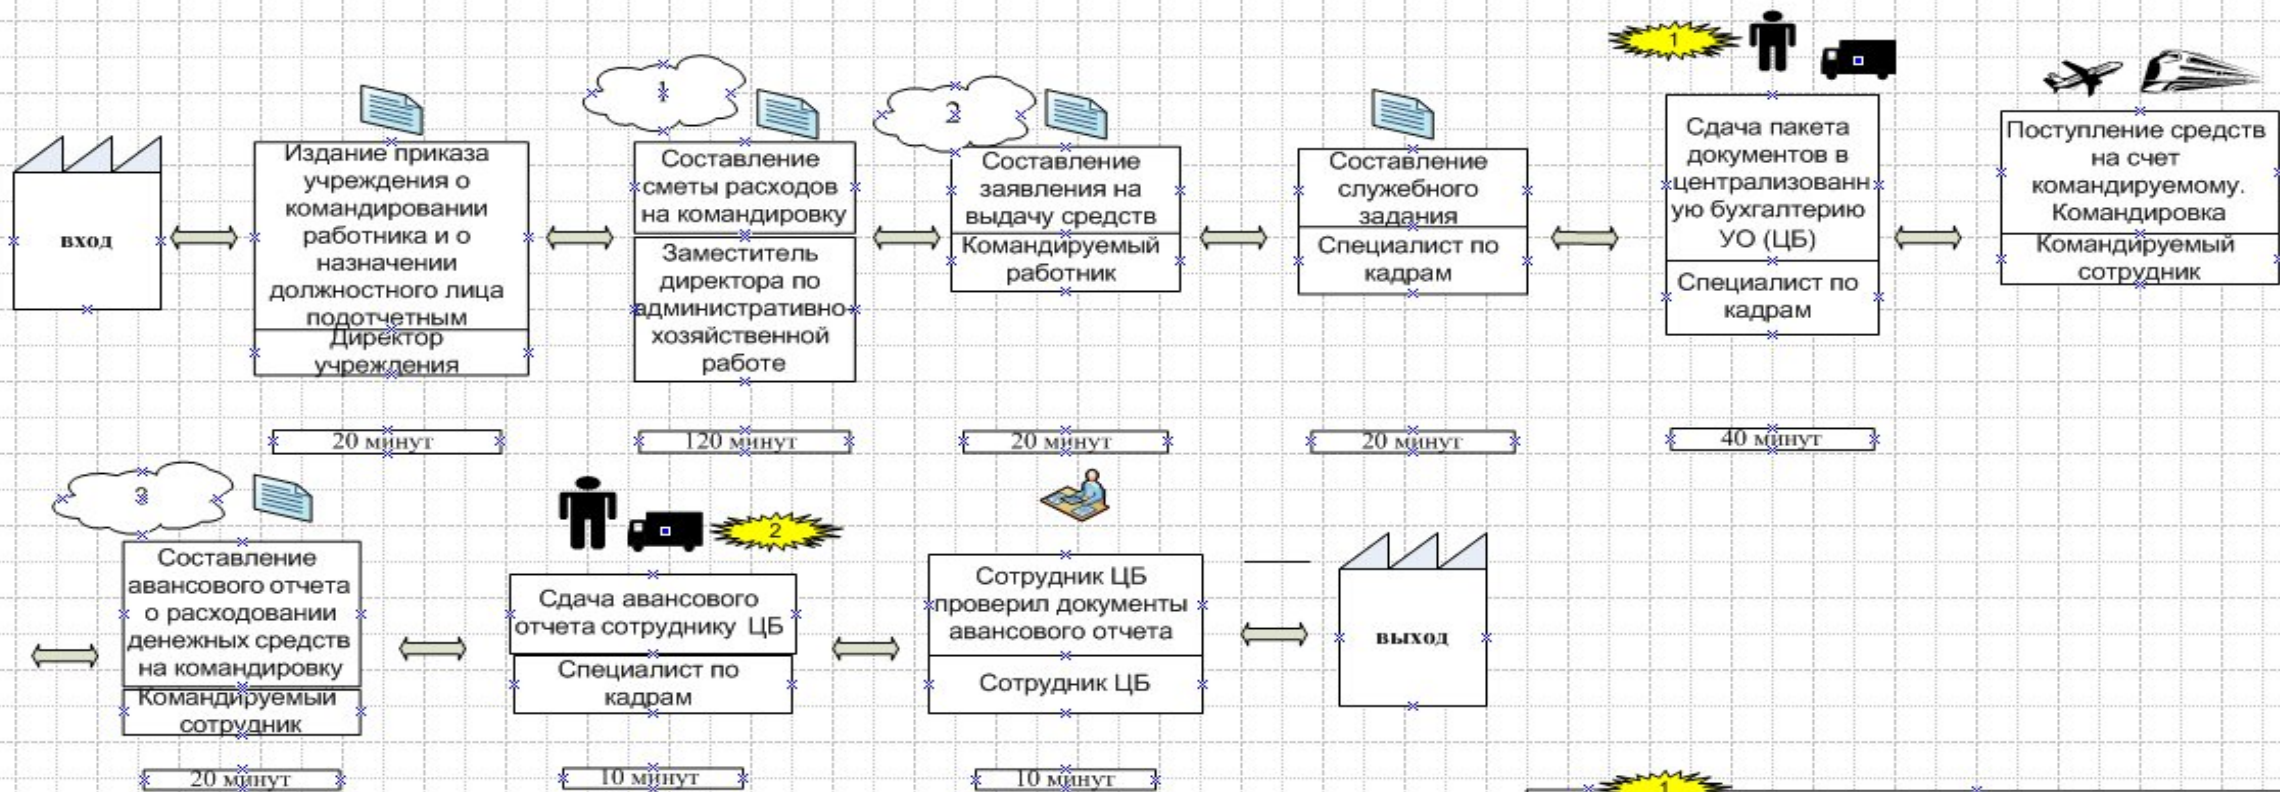 1
1
2
Издание приказа
учреждения о
командировании
работника и о
назначении
должностного лица
подотчетным
Директор
учреждения
Составление
сметы расходов
на командировку
Заместитель
директора по
административно-
хозяйственной
работе
Составление
заявления на
выдачу средств
Командируемый
работник
Составление
служебного
задания
Специалист по
кадрам
Сдача пакета
документов в
централизованн
ую бухгалтерию
УО (ЦБ)
Специалист по
кадрам
Поступление средств
на счет
командируемому.
Командировка
Командируемый
сотрудник
вход
20 минут
120 минут
20 минут
20 минут
40 минут
3
2
Составление
авансового отчета
о расходовании
денежных средств
на командировку
Командируемый
сотрудник
Сдача авансового
отчета сотруднику ЦБ
Специалист по
кадрам
Сотрудник ЦБ
проверил документы
авансового отчета
Сотрудник ЦБ
выход
20 минут
10 минут
10 минут
1